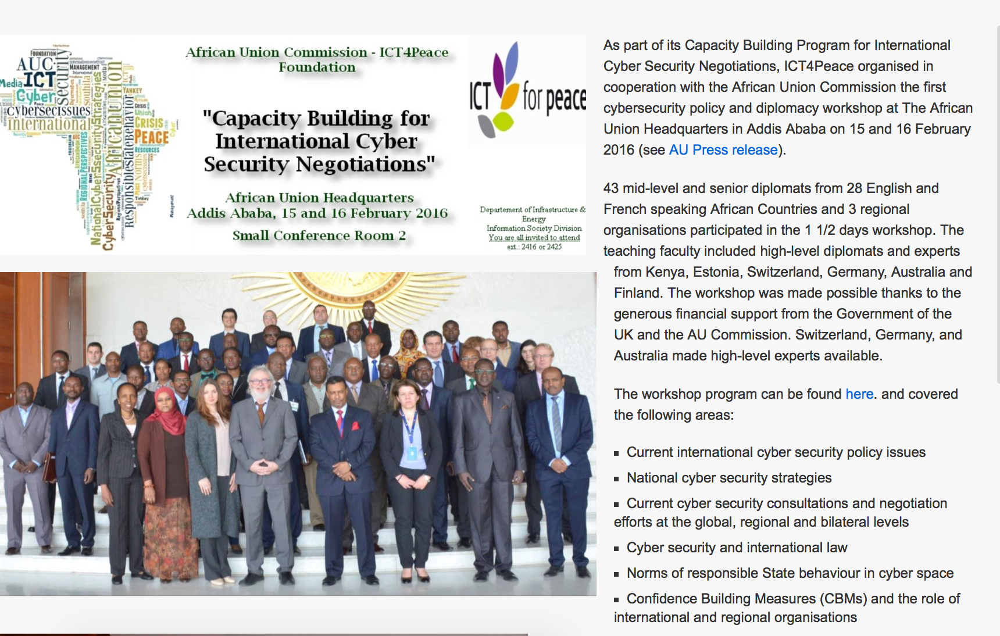 African Union Commission - ICT4Peace
Foundation
"Capacity Building for
International Cyber
Security Negotiations"
African Union Headquarters
Addis Ababa, 15 and 16 February 2016
Small Conference Room 2
ICT for peace
Departement of Infrastructure &
Energy
Information Society Division
You are all invited to attend
ext.: 2416 or 2425
FOUNDATION
AUC
ICT
security
MANAGEMENT
Media
Cyber
cybersecissues
international
NationalCyberSecurityStrategies
AfricanUnion
YANKEY
CRISIS
PEACE
RESOURCES
REGIONALPERSPECTIVES
CyberSecurity
ResponsibleStateBehavior
NORMS
Yankey
Management
As part of its Capacity Building Program for International
Cyber Security Negotiations, ICT4Peace organised in
cooperation with the African Union Commission the first
cybersecurity policy and diplomacy workshop at The African
Union Headquarters in Addis Ababa on 15 and 16 February
2016 (see AU Press release).
43 mid-level and senior diplomats from 28 English and
French speaking African Countries and 3 regional
organisations participated in the 1 1/2 days workshop. The
teaching faculty included high-level diplomats and experts
from Kenya, Estonia, Switzerland, Germany, Australia and
Finland. The workshop was made possible thanks to the
generous financial support from the Government of the
UK and the AU Commission. Switzerland, Germany, and
Australia made high-level experts available.
The workshop program can be found here. and covered
the following areas:
▪ Current international cyber security policy issues
▪ National cyber security strategies
▪ Current cyber security consultations and negotiation
efforts at the global, regional and bilateral levels
▪ Cyber security and international law
▪ Norms of responsible State behaviour in cyber space
▪ Confidence Building Measures (CBMs) and the role of
international and regional organisations